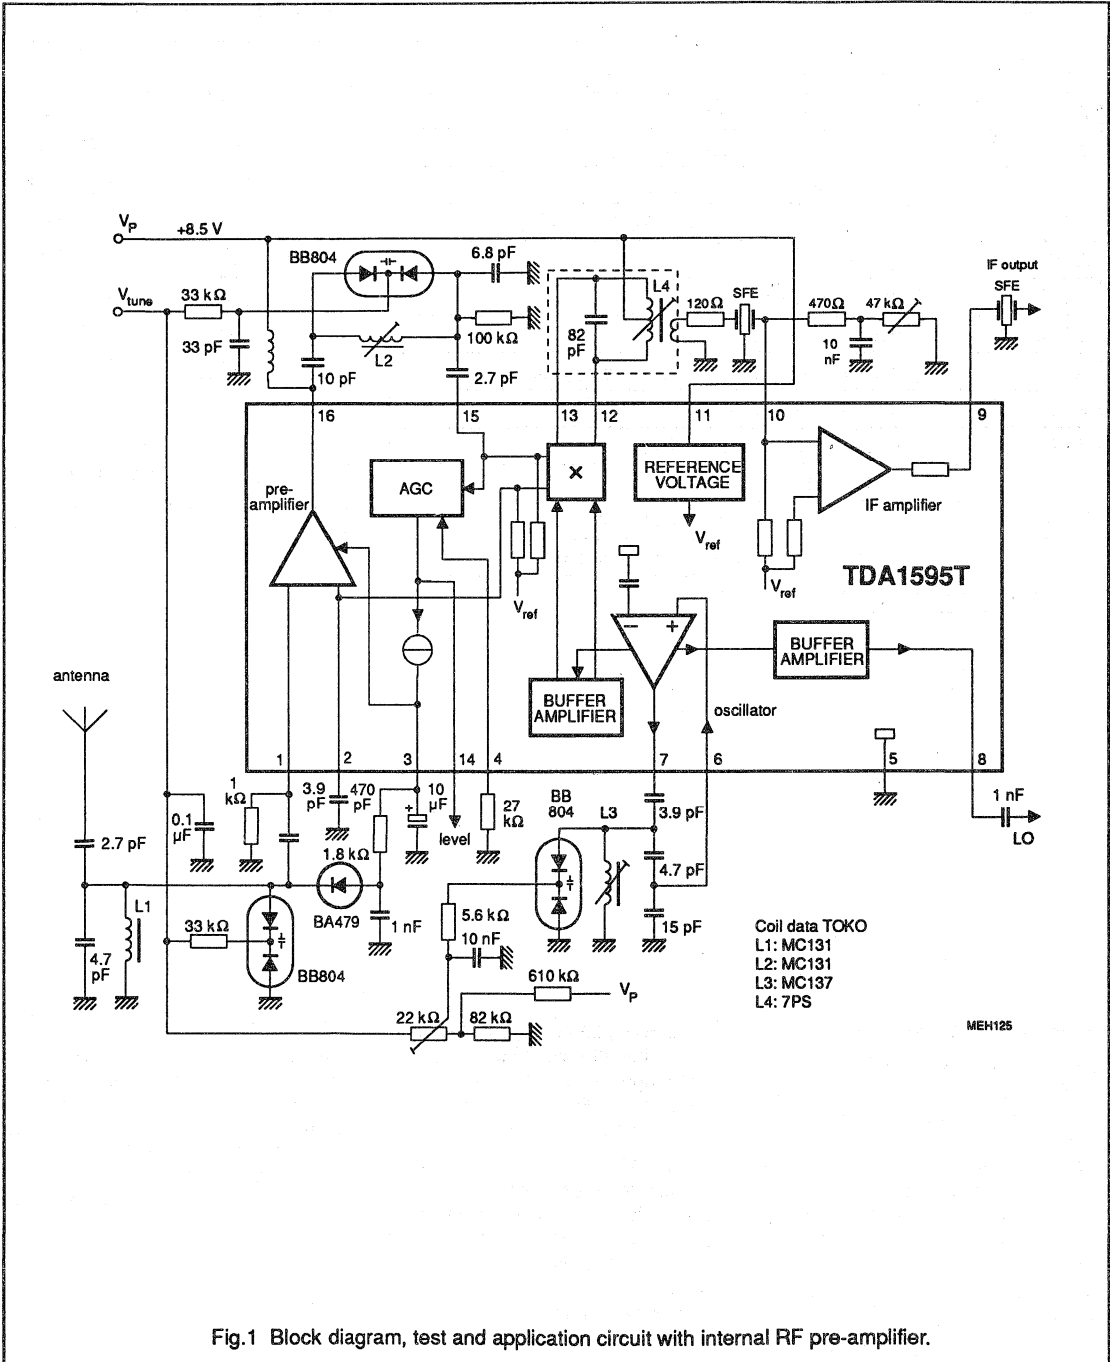 VP
+8.5 V
BB804
6.8 pF
IF output
SFE
Vtune
33 kΩ
L4
120Ω
SFE
470Ω
47 kΩ
33 pF
100 kΩ
82
pF
10
nF
L2
10 pF
2.7 pF
16
15
13
12
11
10
9
AGC
X
REFERENCE
VOLTAGE
pre-
amplifier
IF amplifier
Vref
Vref
TDA1595T
Vref
− +
BUFFER
AMPLIFIER
antenna
BUFFER
AMPLIFIER
oscillator
1
2
3
14
4
7
6
5
8
1
kΩ
3.9
pF
470
pF
10
µF
+
BB
804
L3
3.9 pF
1 nF
0.1
µF
27
kΩ
level
LO
2.7 pF
1.8 kΩ
4.7 pF
L1
BA479
1 nF
5.6 kΩ
15 pF
33 kΩ
10 nF
4.7
pF
BB804
610 kΩ
VP
22 kΩ
82 kΩ
Coil data TOKO
L1: MC131
L2: MC131
L3: MC137
L4: 7PS
MEH125
Fig.1 Block diagram, test and application circuit with internal RF pre-amplifier.